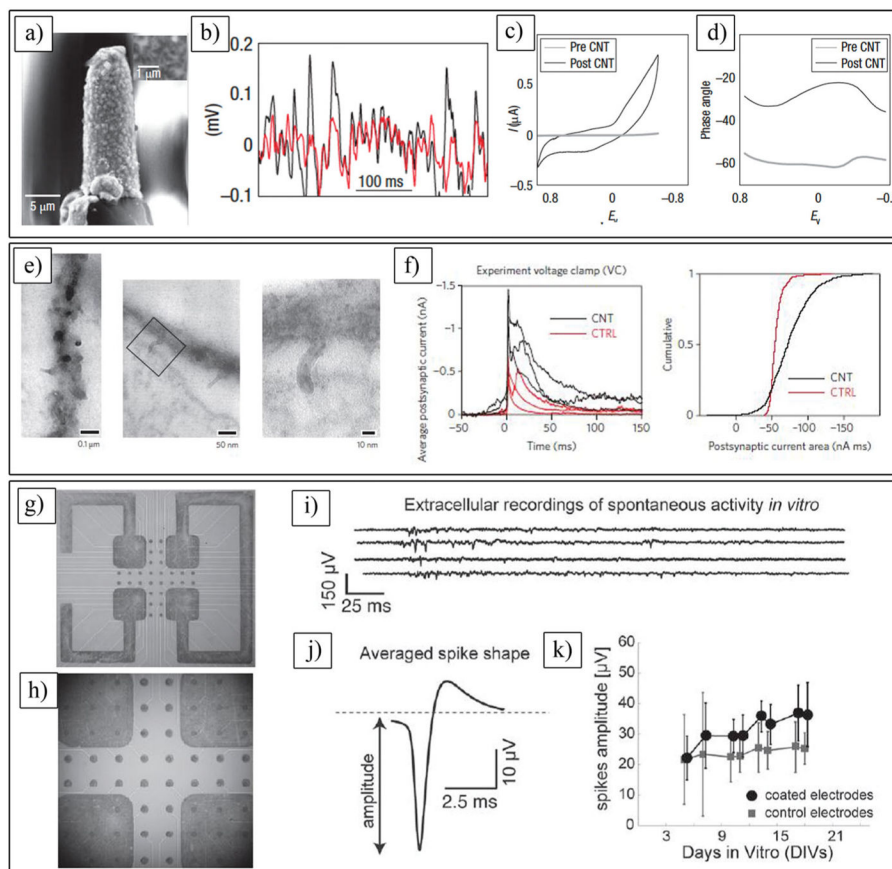 a)
1 μm
5 μm
b)
0.2
0.1
0
−0.1
(mV)
100 ms
c)
Pre CNT
Post CNT
0.5
0
−0.5
I (μA)
0.8
0
−0.8
d)
Pre CNT
Post CNT
−20
−40
−60
Phase angle
0.8
0
e)
0.1 μm
50 nm
10 nm
f)
Experiment voltage clamp (VC)
−1.5
−1
−0.5
0
Average postsynaptic current (nA)
CNT
CTRL
−50
0
50
100
150
Time (ms)
1
0.5
0
Cumulative
CNT
CTRL
0
−50
−100
−150
Postsynaptic current area (nA ms)
g)
h)
i)
Extracellular recordings of spontaneous activity in vitro
150 μV
25 ms
j)
Averaged spike shape
amplitude
10 μV
2.5 ms
k)
60
50
40
30
20
10
0
spikes amplitude [μV]
coated electrodes
control electrodes
3
9
15
21
Days in Vitro (DIVs)